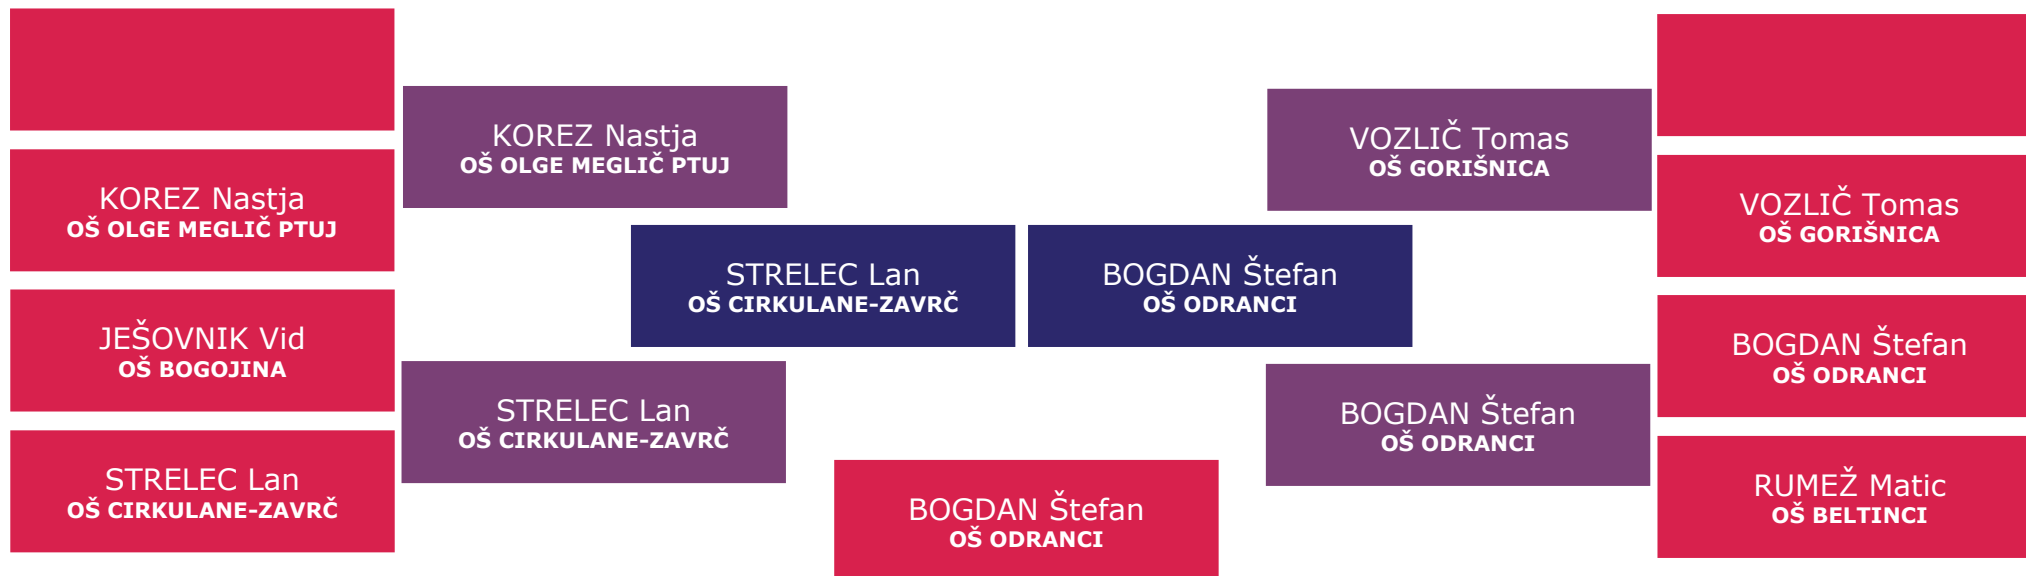 KOREZ Nastja
OŠ OLGE MEGLIČ PTUJ
JEŠOVNIK Vid
OŠ BOGOJINA
STRELEC Lan
OŠ CIRKULANE-ZAVRČ
KOREZ Nastja
OŠ OLGE MEGLIČ PTUJ
STRELEC Lan
OŠ CIRKULANE-ZAVRČ
STRELEC Lan
OŠ CIRKULANE-ZAVRČ
BOGDAN Štefan
OŠ ODRANCI
BOGDAN Štefan
OŠ ODRANCI
VOZLIČ Tomas
OŠ GORIŠNICA
BOGDAN Štefan
OŠ ODRANCI
VOZLIČ Tomas
OŠ GORIŠNICA
BOGDAN Štefan
OŠ ODRANCI
RUMEŽ Matic
OŠ BELTINCI